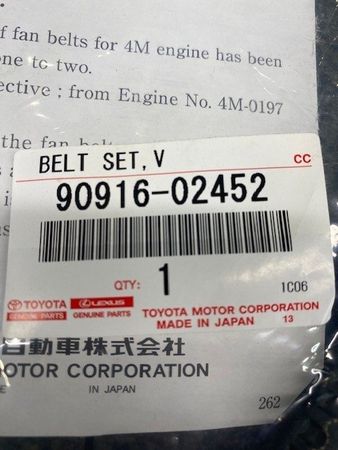 f fan belts for 4M engine has been
one to two.
ective ; from Engine No. 4M-0197
the fan
BELT SET,V CC
90916-02452
QTY: 1 1C06
TOYOTA LEXUS
GENUINE PARTS GENUINE PARTS
TOYOTA MOTOR CORPORATION
MADE IN JAPAN 13
自動車株式会社
MOTOR CORPORATION
IN JAPAN
262